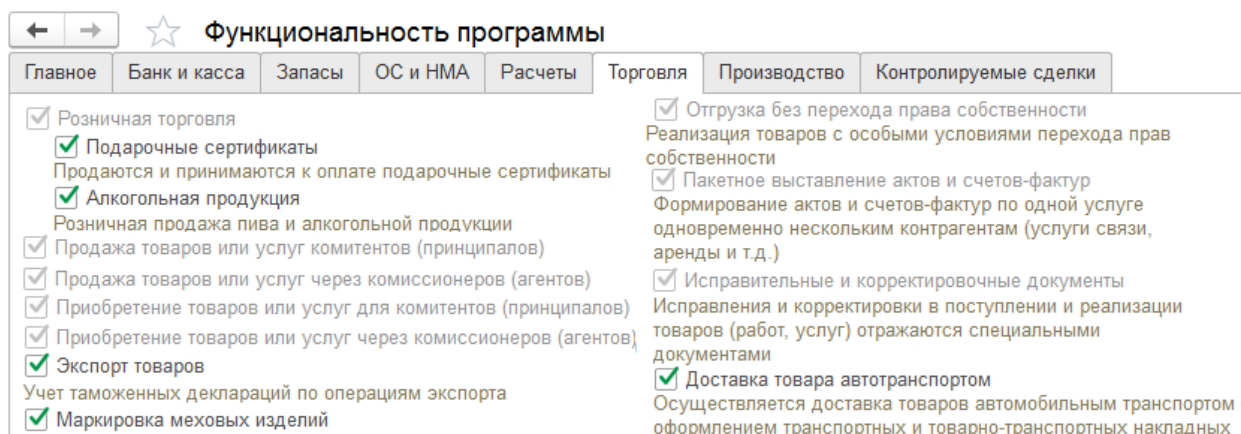 Функциональность программы
Главное
Банк и касса
Запасы
ОС и НМА
Расчеты
Торговля
Производство
Контролируемые сделки
Розничная торговля
Подарочные сертификаты
Продаются и принимаются к оплате подарочные сертификаты
Алкогольная продукция
Розничная продажа пива и алкогольной продукции
Продажа товаров или услуг комитентов (принципалов)
Продажа товаров или услуг через комиссионеров (агентов)
Приобретение товаров или услуг для комитентов (принципалов)
Приобретение товаров или услуг через комиссионеров (агентов)
Экспорт товаров
Учет таможенных деклараций по операциям экспорта
Маркировка меховых изделий
Отгрузка без перехода права собственности
Реализация товаров с особыми условиями перехода прав
собственности
Пакетное выставление актов и счетов-фактур
Формирование актов и счетов-фактур по одной услуге
одновременно нескольким контрагентам (услуги связи,
аренды и т.д.)
Исправительные и корректировочные документы
Исправления и корректировки в поступлении и реализации
товаров (работ, услуг) отражаются специальными
документами
Доставка товара автотранспортом
Осуществляется доставка товаров автомобильным транспортом
оформлением транспортных и товарно-транспортных накладных